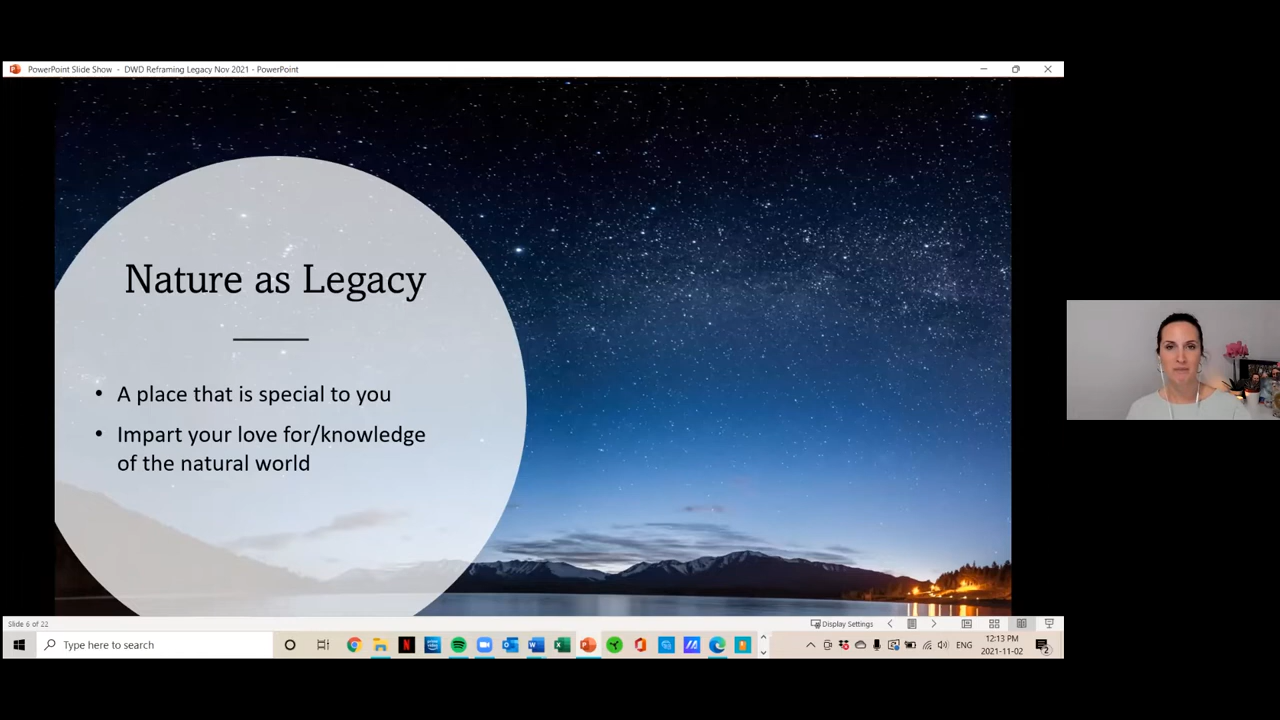 PowerPoint Slide Show - DWD Reframing Legacy Nov 2021 - PowerPoint
Nature as Legacy
• A place that is special to you
• Impart your love for/knowledge
of the natural world
Slide 6 of 22
Display Settings
Type here to search
ENG
12:13 PM
2021-11-02
2